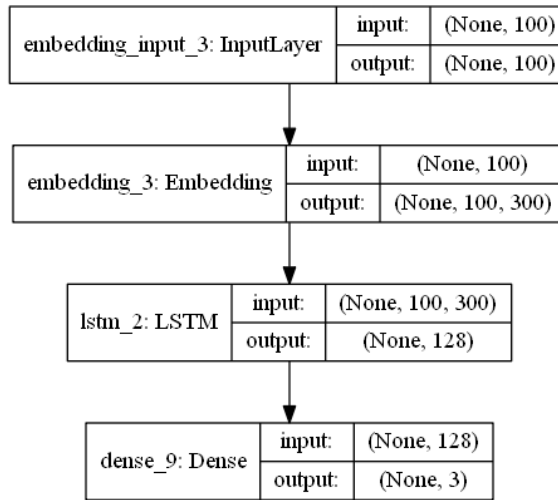 embedding_input_3: InputLayer
input:
(None, 100)
output:
(None, 100)
embedding_3: Embedding
input:
(None, 100)
output:
(None, 100, 300)
lstm_2: LSTM
input:
(None, 100, 300)
output:
(None, 128)
dense_9: Dense
input:
(None, 128)
output:
(None, 3)